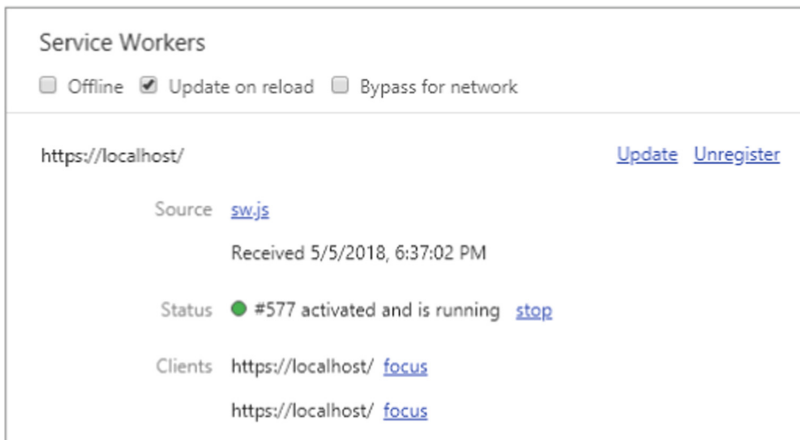 Service Workers
Offline Update on reload Bypass for network
https://localhost/ Update Unregister
Source sw.js
Received 5/5/2018, 6:37:02 PM
Status #577 activated and is running stop
Clients https://localhost/ focus
https://localhost/ focus